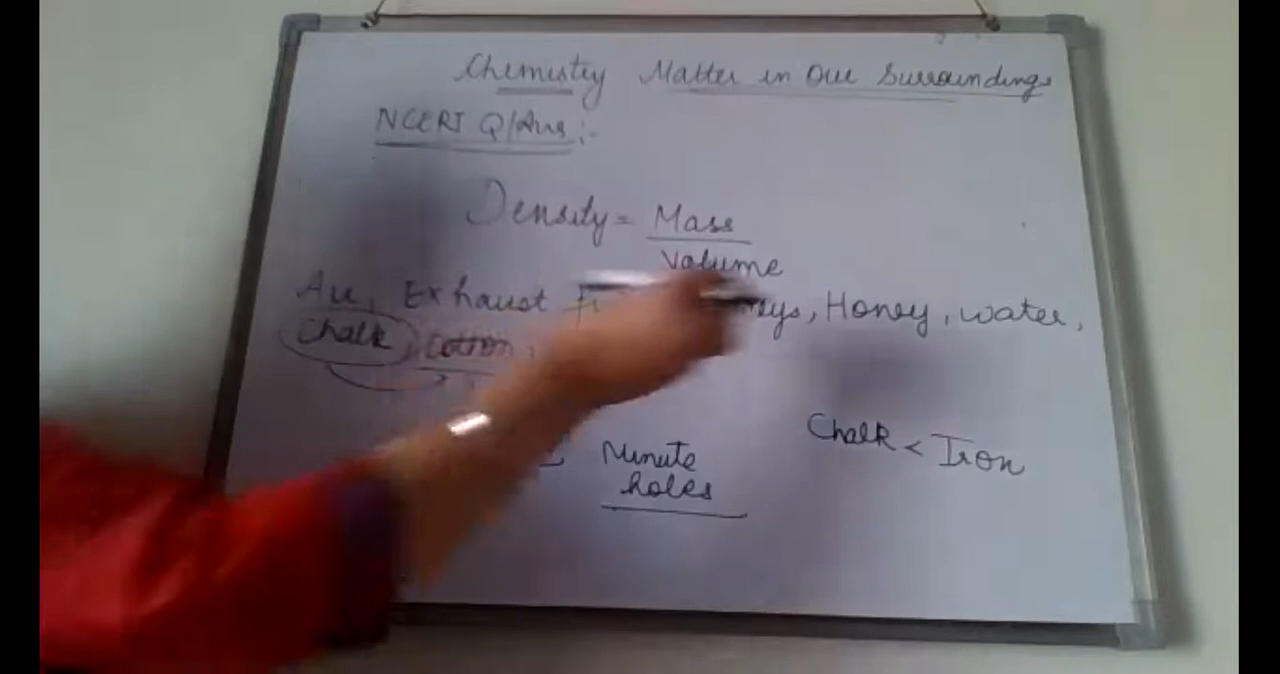 Chemistry Matter in Our Surroundings
NCERT Q/Ans :-
Density = Mass
Volume
Air, Exhaust , Honey, water,
Chalk, Cotton,
Minute
holes
Chalk < Iron